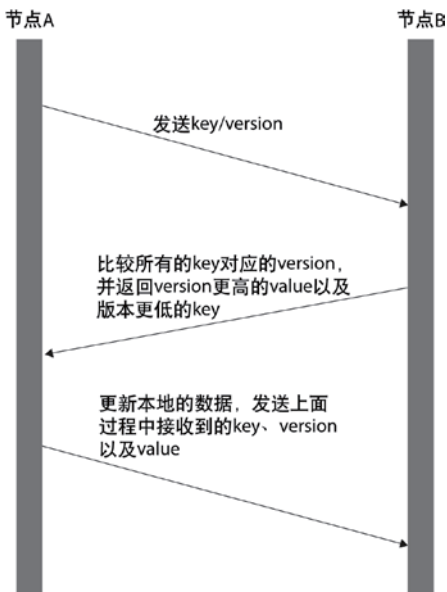 节点A
节点B
发送key/version
比较所有的key对应的version，
并返回version更高的value以及
版本更低的key
更新本地的数据，发送上面
过程中接收到的key、version
以及value